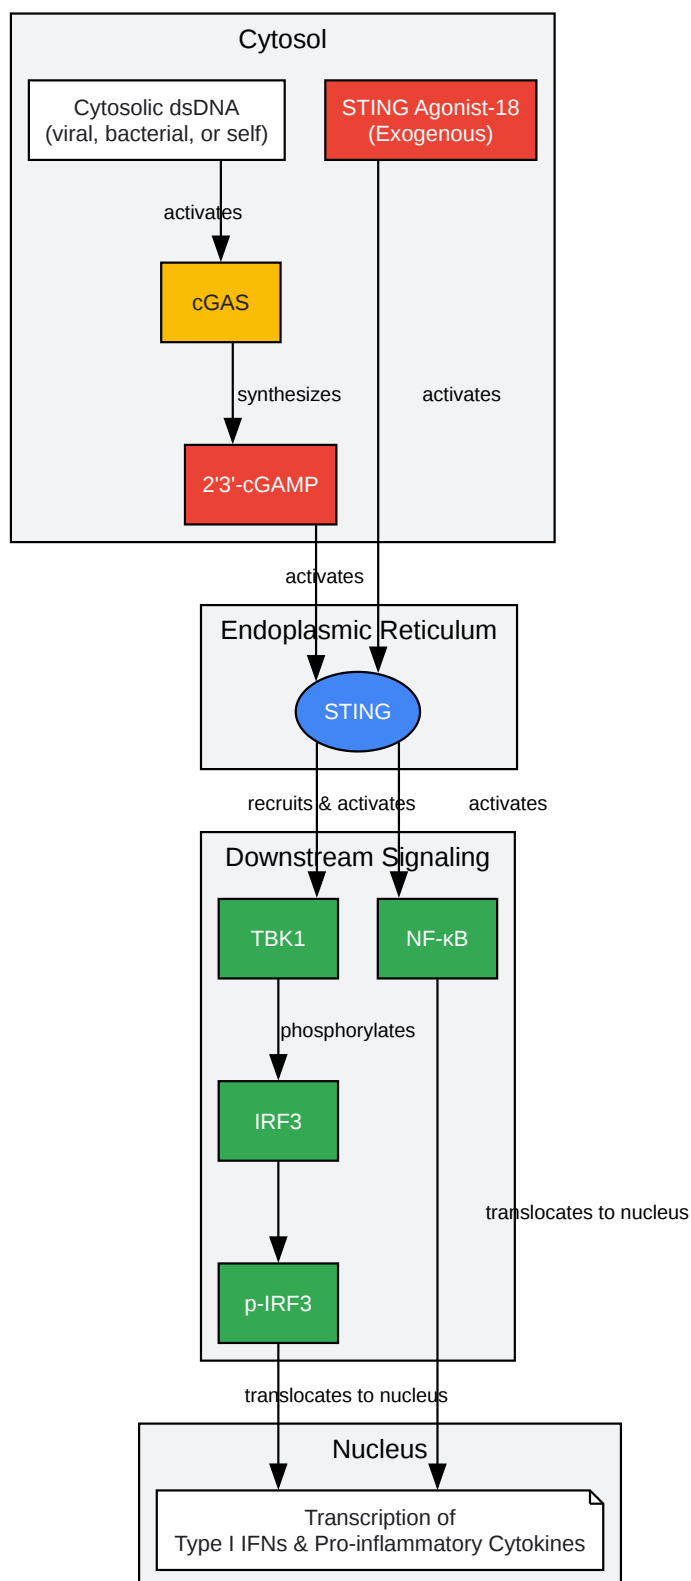 Cytosol
Cytosolic dsDNA
(viral, bacterial, or self)
STING Agonist-18
(Exogenous)
activates
cGAS
synthesizes
activates
2'3'-cGAMP
activates
Endoplasmic Reticulum
STING
recruits & activates
activates
Downstream Signaling
TBK1
NF-κB
phosphorylates
IRF3
translocates to nucleus
p-IRF3
translocates to nucleus
Nucleus
Transcription of
Type I IFNs & Pro-inflammatory Cytokines